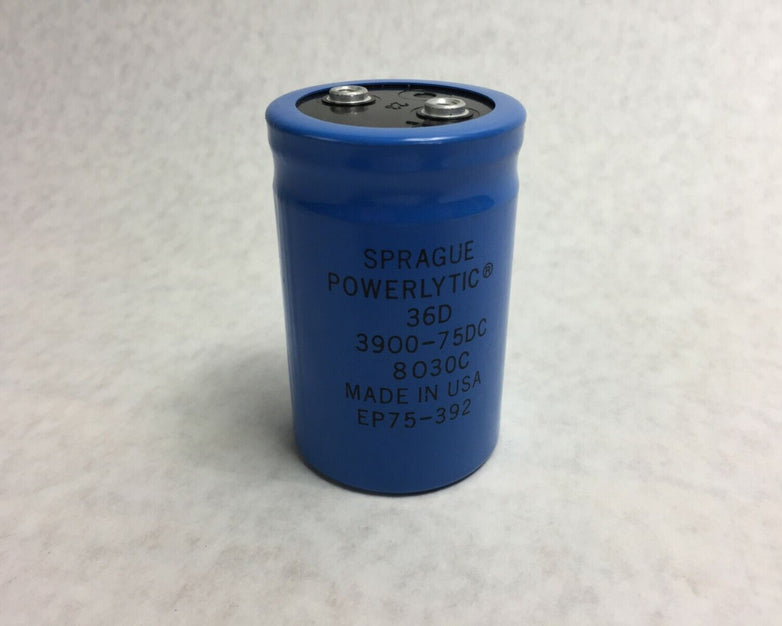 SPRAGUE
POWERLYTIC®
36D
3900-75DC
8030C
MADE IN USA
EP75-392